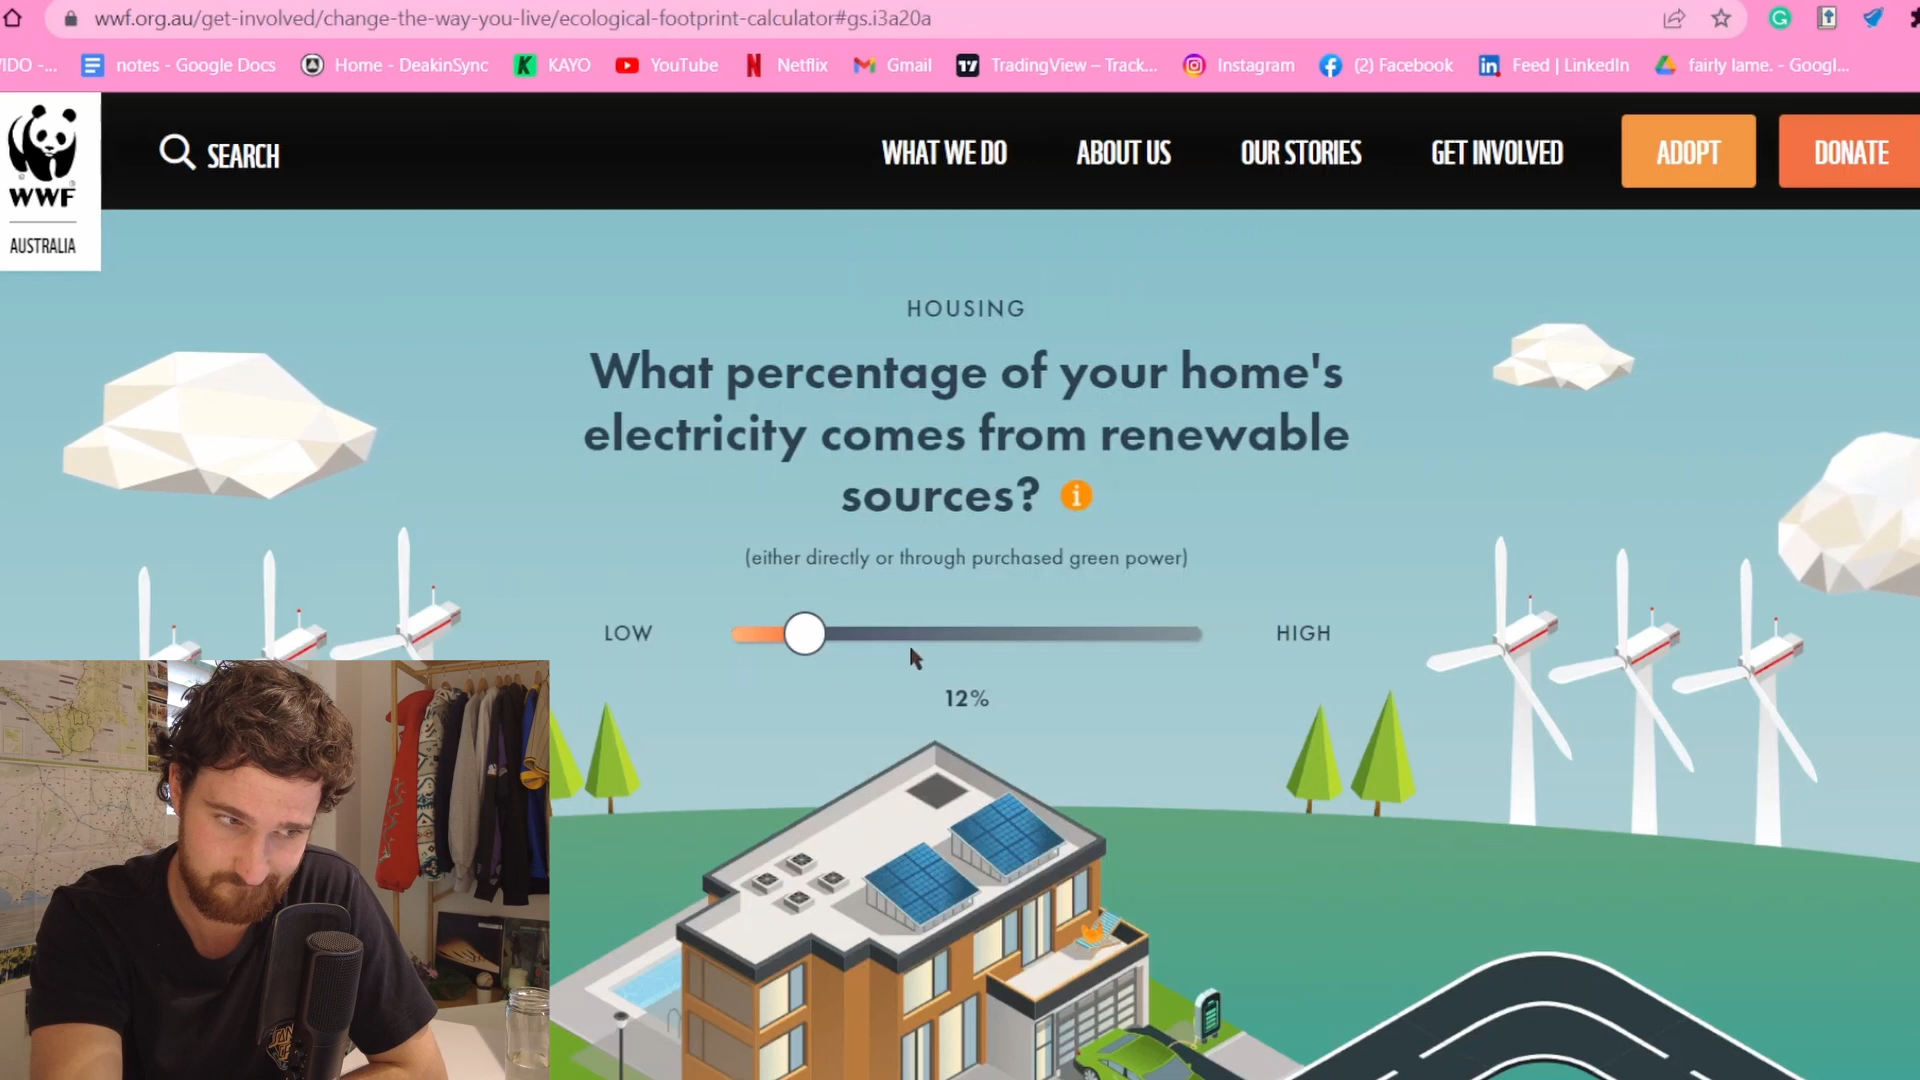 wwf.org.au/get-involved/change-the-way-you-live/ecological-footprint-calculator#gs.i3a20a
IDO -... notes - Google Docs Home - DeakinSync KAYO YouTube Netflix Gmail TradingView – Track... Instagram (2) Facebook Feed | LinkedIn fairly lame. - Googl...
WWF
AUSTRALIA
SEARCH WHAT WE DO ABOUT US OUR STORIES GET INVOLVED ADOPT DONATE
HOUSING
What percentage of your home's
electricity comes from renewable
sources? i
(either directly or through purchased green power)
LOW HIGH
12%